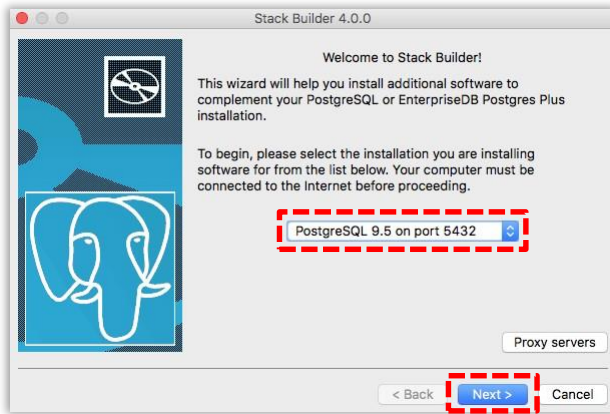 Stack Builder 4.0.0
Welcome to Stack Builder!
This wizard will help you install additional software to
complement your PostgreSQL or EnterpriseDB Postgres Plus
installation.
To begin, please select the installation you are installing
software for from the list below. Your computer must be
connected to the Internet before proceeding.
PostgreSQL 9.5 on port 5432
Proxy servers
< Back Next > Cancel